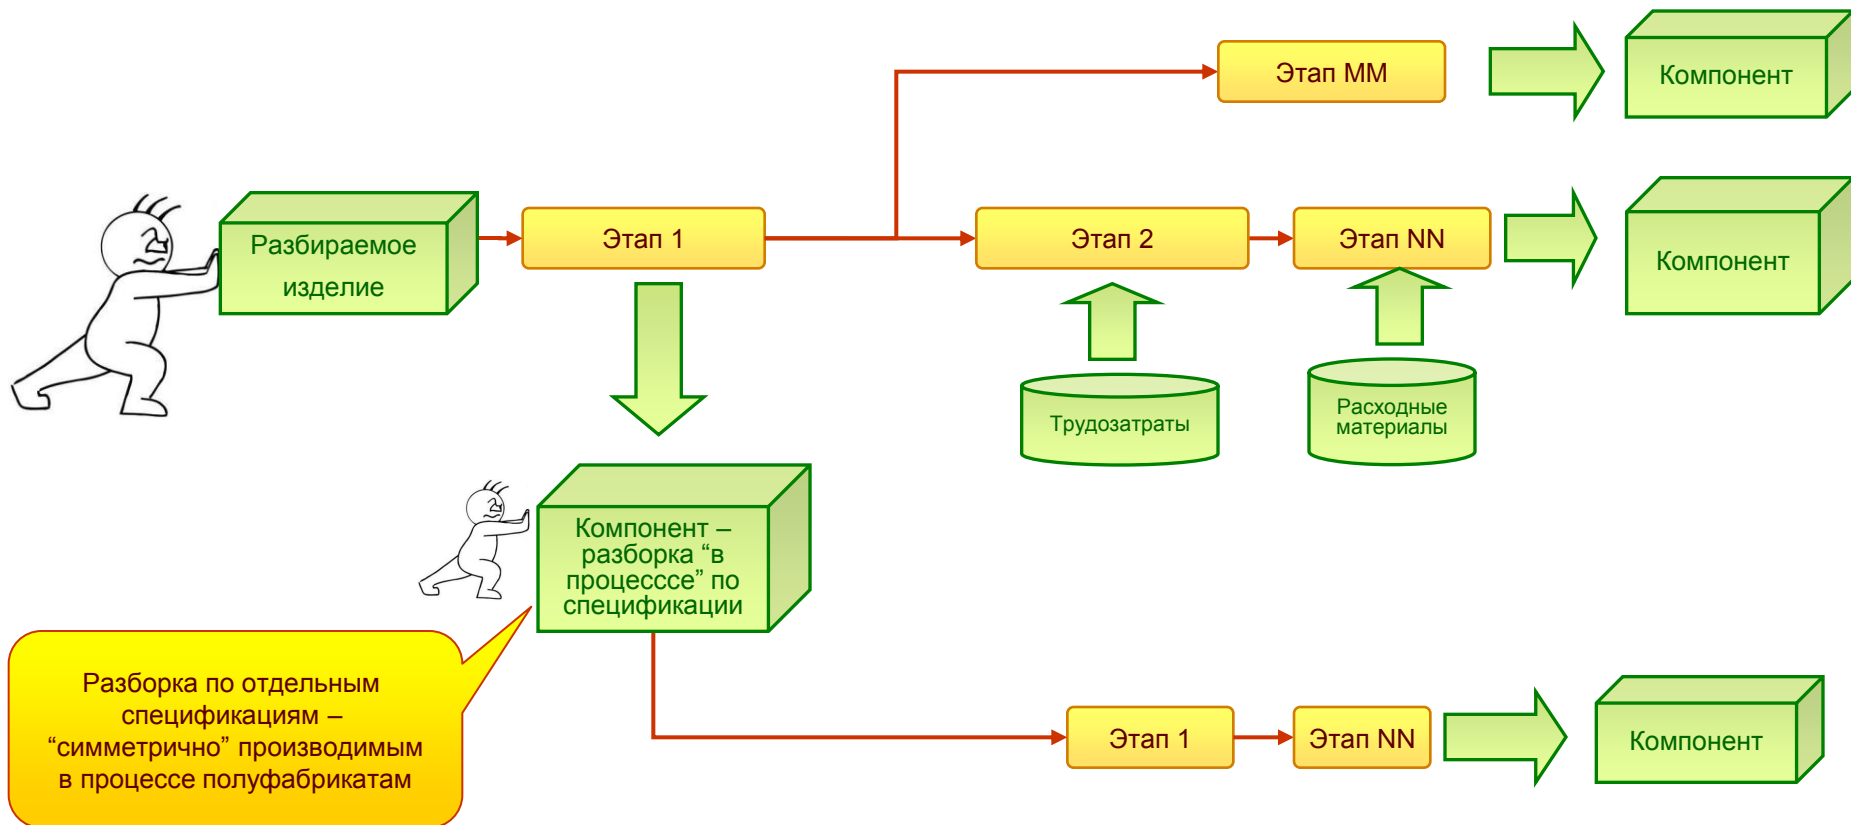 Этап ММ
Компонент
Разбираемое
изделие
Этап 1
Этап 2
Этап NN
Компонент
Трудозатраты
Расходные
материалы
Компонент –
разборка “в
процесссе” по
спецификации
Разборка по отдельным
спецификациям –
“симметрично” производимым
в процессе полуфабрикатам
Этап 1
Этап NN
Компонент